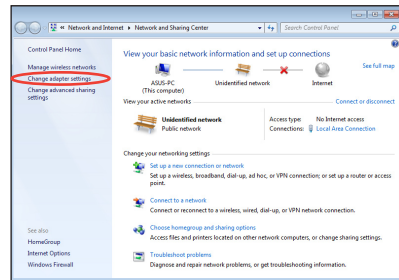 « Network and Internet ▸ Network and Sharing Center
Search Control Panel
Control Panel Home
Manage wireless networks
Change adapter settings
Change advanced sharing
settings
See also
HomeGroup
Internet Options
Windows Firewall
View your basic network information and set up connections
See full map
ASUS-PC
(This computer)
Unidentified network
Internet
View your active networks
Connect or disconnect
Unidentified network
Public network
Access type: No Internet access
Connections: Local Area Connection
Change your networking settings
Set up a new connection or network
Set up a wireless, broadband, dial-up, ad hoc, or VPN connection; or set up a router or access
point.
Connect to a network
Connect or reconnect to a wireless, wired, dial-up, or VPN network connection.
Choose homegroup and sharing options
Access files and printers located on other network computers, or change sharing settings.
Troubleshoot problems
Diagnose and repair network problems, or get troubleshooting information.